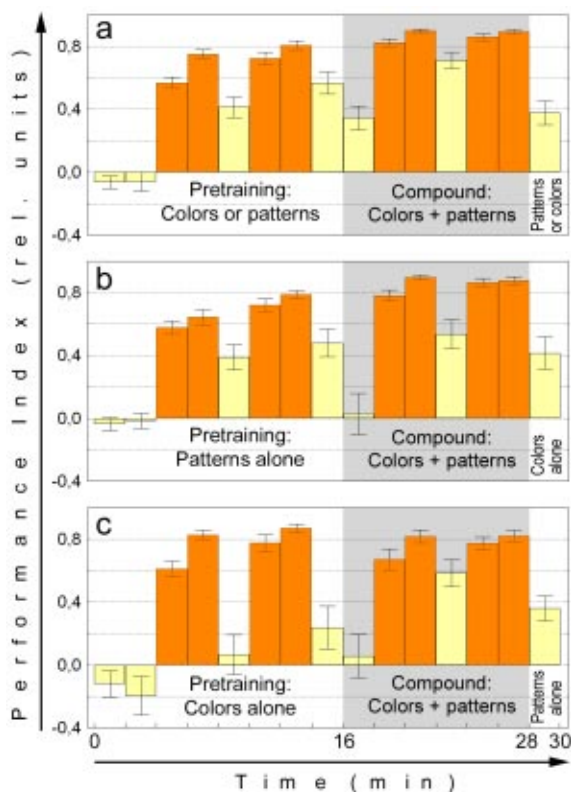 Performance Index (rel. units)
a
0,8
0,4
0,0
-0,4
Pretraining:
Colors or patterns
Compound:
Colors + patterns
Patterns
or colors
b
0,8
0,4
0,0
-0,4
Pretraining:
Patterns alone
Compound:
Colors + patterns
Colors
alone
c
0,8
0,4
0,0
-0,4
Pretraining:
Colors alone
Compound:
Colors + patterns
Patterns
alone
0 16 28 30
Time (min)